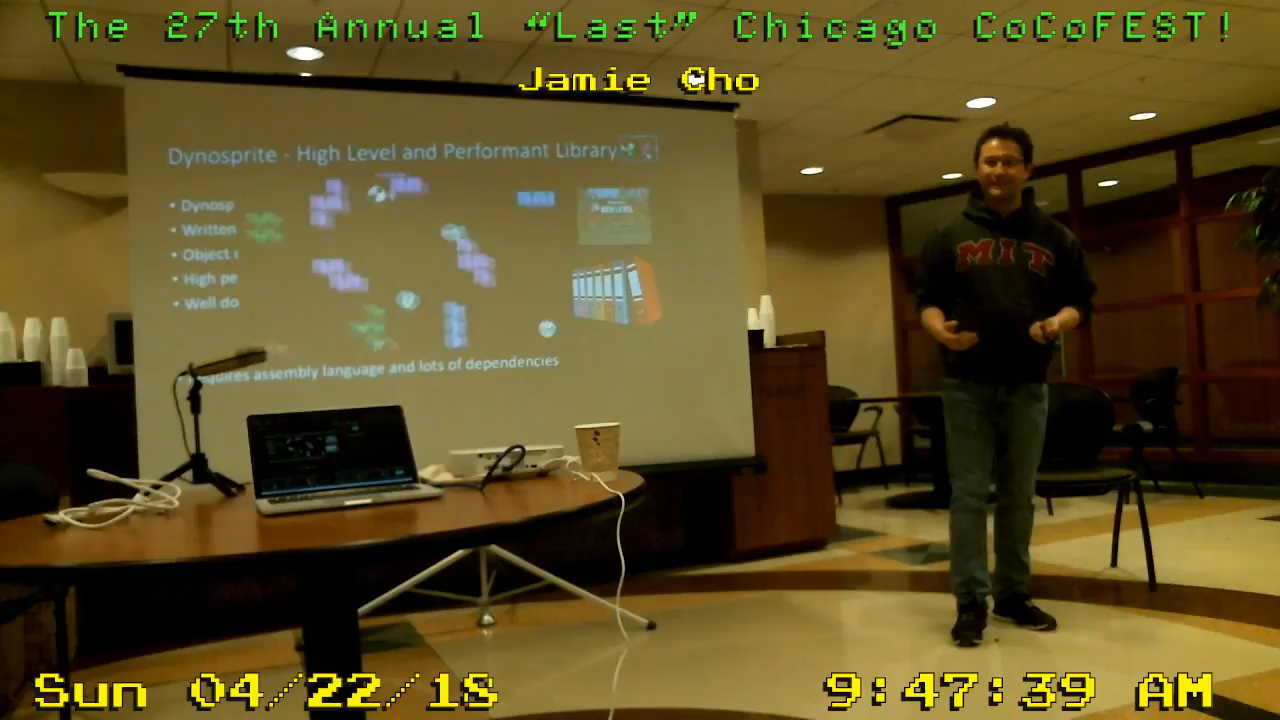 The 27th Annual “Last” Chicago CoCoFEST!
Jamie Cho
Dynosprite - High Level and Performant Library
• Dynosp
• Written
• Object
• High pe
• Well do
quires assembly language and lots of dependencies
MIT
Sun 04/22/18
9:47:39 AM